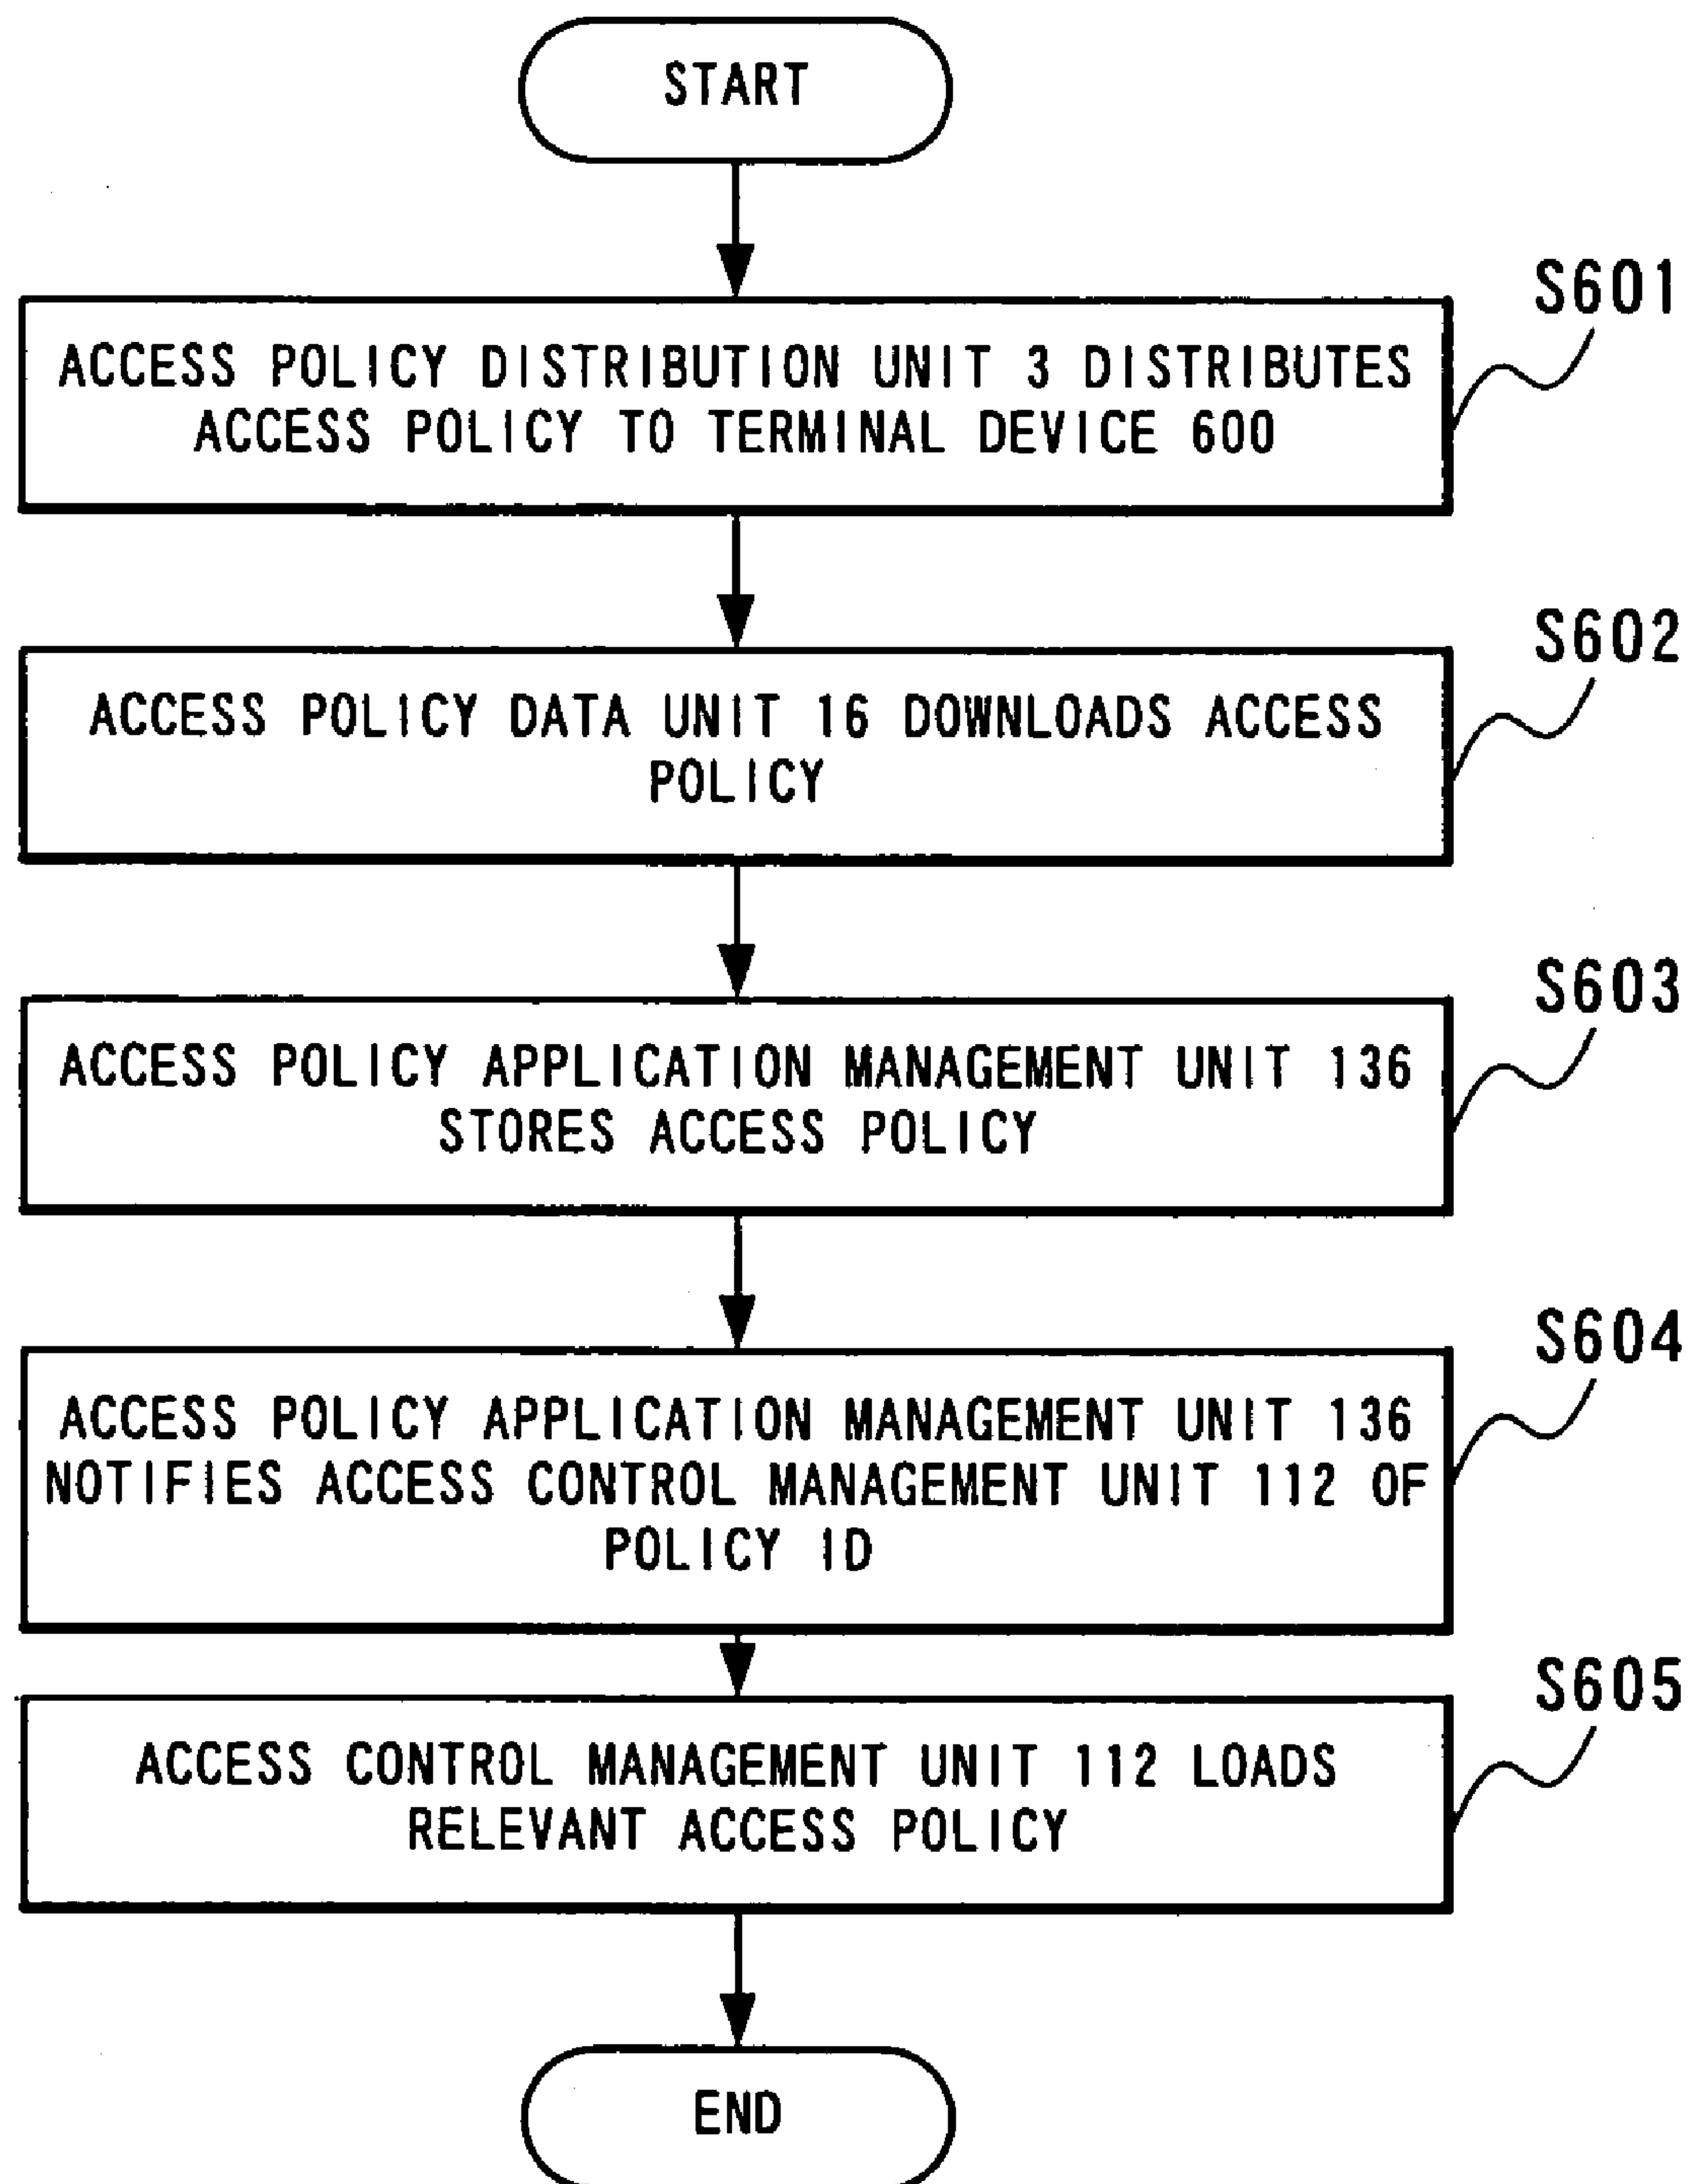 START
S601
ACCESS POLICY DISTRIBUTION UNIT 3 DISTRIBUTES
ACCESS POLICY TO TERMINAL DEVICE 600
S602
ACCESS POLICY DATA UNIT 16 DOWNLOADS ACCESS
POLICY
S603
ACCESS POLICY APPLICATION MANAGEMENT UNIT 136
STORES ACCESS POLICY
S604
ACCESS POLICY APPLICATION MANAGEMENT UNIT 136
NOTIFIES ACCESS CONTROL MANAGEMENT UNIT 112 OF
POLICY ID
S605
ACCESS CONTROL MANAGEMENT UNIT 112 LOADS
RELEVANT ACCESS POLICY
END